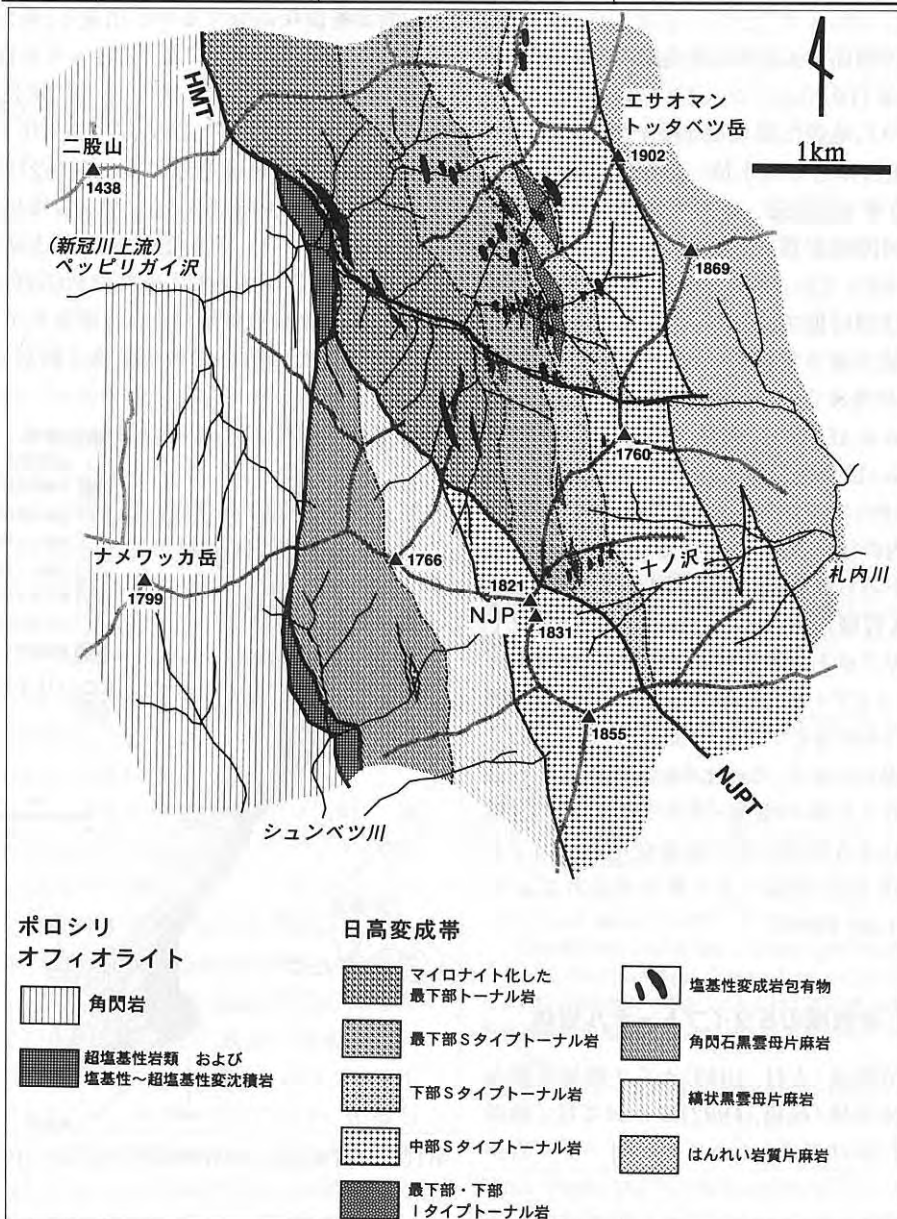 HMT
エサオマン
トッタベツ岳
1902
1km
二股山
1438
(新冠川上流)
ペッピリガイ沢
1869
1760
ナメワッカ岳
1799
1766
1821
NJP
1831
十ノ沢
札内川
1855
NJPT
シュンベツ川
ポロシリ
オフィオライト
角閃岩
超塩基性岩類 および
塩基性~超塩基性変沈積岩
日高変成帯
マイロナイト化した
最下部トーナル岩
最下部Sタイプトーナル岩
下部Sタイプトーナル岩
中部Sタイプトーナル岩
最下部・下部
Iタイプトーナル岩
塩基性変成岩包有物
角閃石黒雲母片麻岩
縞状黒雲母片麻岩
はんれい岩質片麻岩